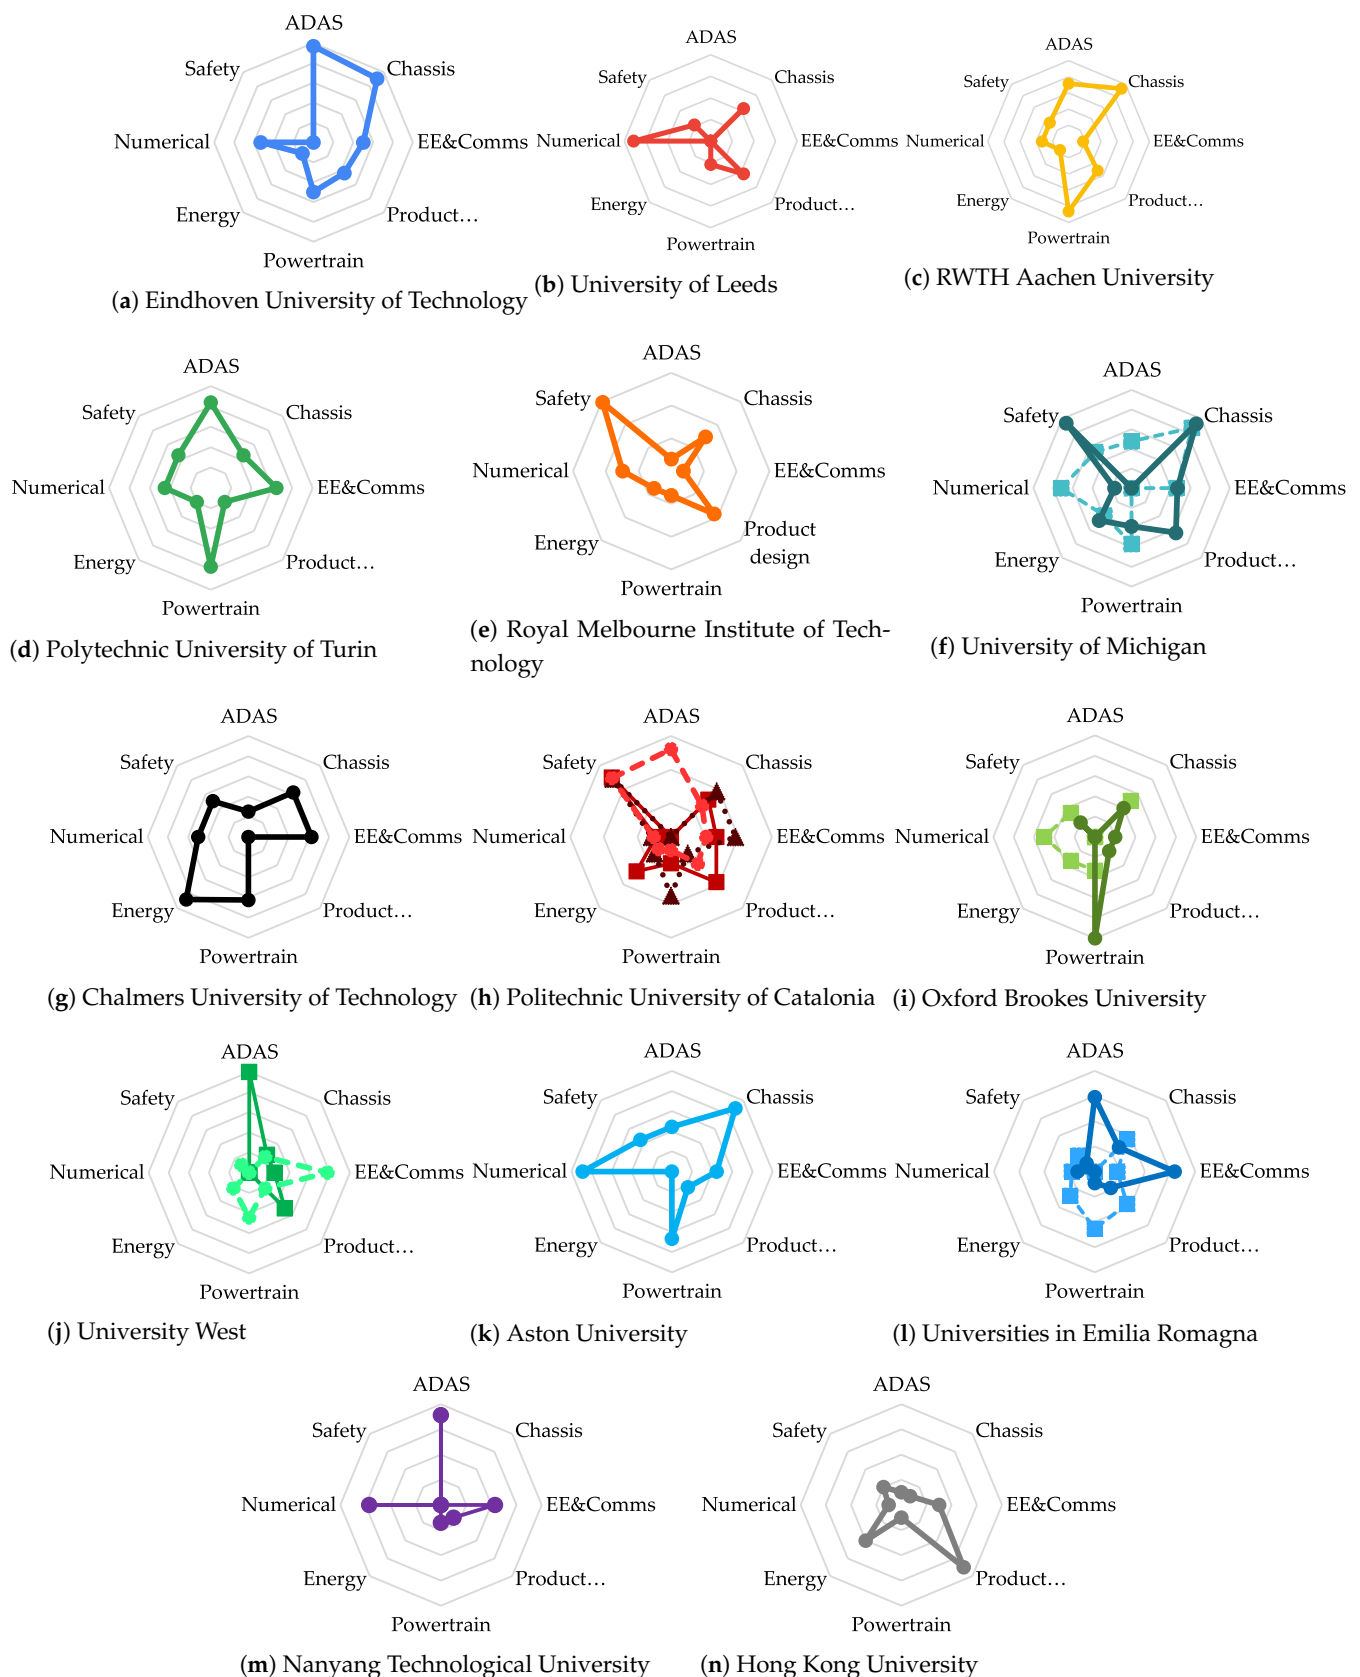 ADAS
Safety
Chassis
Numerical
EE&Comms
Energy
Product…
Powertrain
(a) Eindhoven University of Technology
ADAS
Safety
Chassis
Numerical
EE&Comms
Energy
Product…
Powertrain
(b) University of Leeds
ADAS
Safety
Chassis
Numerical
EE&Comms
Energy
Product…
Powertrain
(c) RWTH Aachen University
ADAS
Safety
Chassis
Numerical
EE&Comms
Energy
Product…
Powertrain
(d) Polytechnic University of Turin
ADAS
Safety
Chassis
Numerical
EE&Comms
Energy
Product
design
Powertrain
(e) Royal Melbourne Institute of Tech-
nology
ADAS
Safety
Chassis
Numerical
EE&Comms
Energy
Product…
Powertrain
(f) University of Michigan
ADAS
Safety
Chassis
Numerical
EE&Comms
Energy
Product…
Powertrain
(g) Chalmers University of Technology
ADAS
Safety
Chassis
Numerical
EE&Comms
Energy
Product…
Powertrain
(h) Politechnic University of Catalonia
ADAS
Safety
Chassis
Numerical
EE&Comms
Energy
Product…
Powertrain
(i) Oxford Brookes University
ADAS
Safety
Chassis
Numerical
EE&Comms
Energy
Product…
Powertrain
(j) University West
ADAS
Safety
Chassis
Numerical
EE&Comms
Energy
Product…
Powertrain
(k) Aston University
ADAS
Safety
Chassis
Numerical
EE&Comms
Energy
Product…
Powertrain
(l) Universities in Emilia Romagna
ADAS
Safety
Chassis
Numerical
EE&Comms
Energy
Product…
Powertrain
(m) Nanyang Technological University
ADAS
Safety
Chassis
Numerical
EE&Comms
Energy
Product…
Powertrain
(n) Hong Kong University